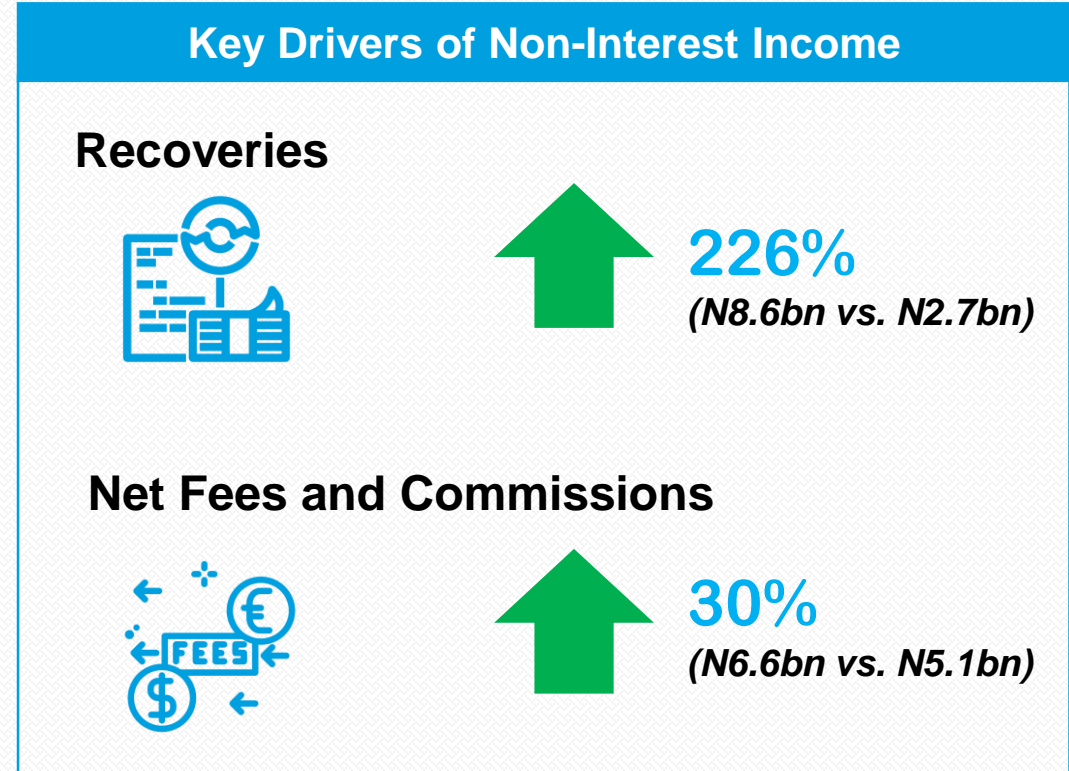 Key Drivers of Non-Interest Income
Recoveries
226%
(N8.6bn vs. N2.7bn)
Net Fees and Commissions
€
FEES
$
30%
(N6.6bn vs. N5.1bn)